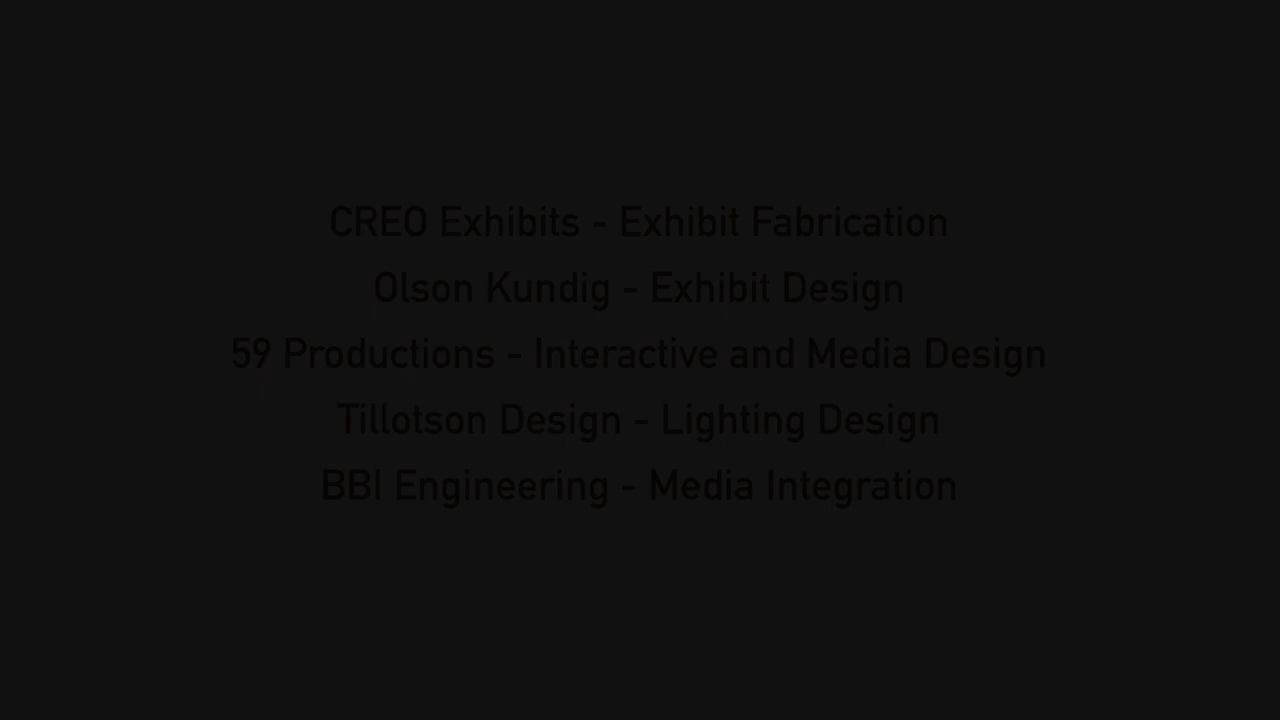 CREO Exhibits - Exhibit Fabrication
Olson Kundig - Exhibit Design
59 Productions - Interactive and Media Design
Tillotson Design - Lighting Design
BBI Engineering - Media Integration